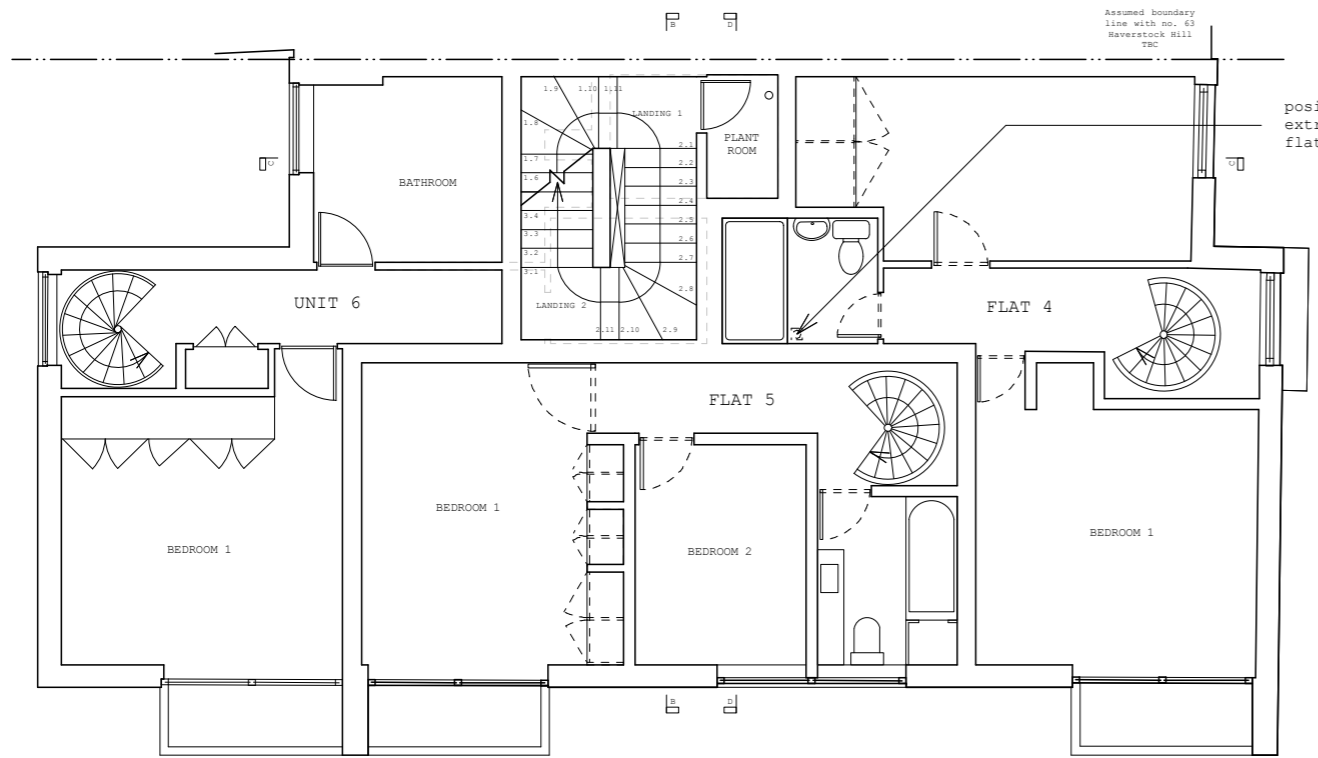 B
D
Assumed boundary
line with no. 63
Haverstock Hill
TBC
posi
extr
flat
1.9
1.10
1.11
LANDING 1
PLANT
ROOM
1.8
1.7
1.6
2.1
2.2
2.3
2.4
2.5
2.6
2.7
2.8
C
C
BATHROOM
3.4
3.3
3.2
3.1
LANDING 2
2.11
2.10
2.9
UNIT 6
FLAT 4
FLAT 5
BEDROOM 1
BEDROOM 1
BEDROOM 2
BEDROOM 1
B
D